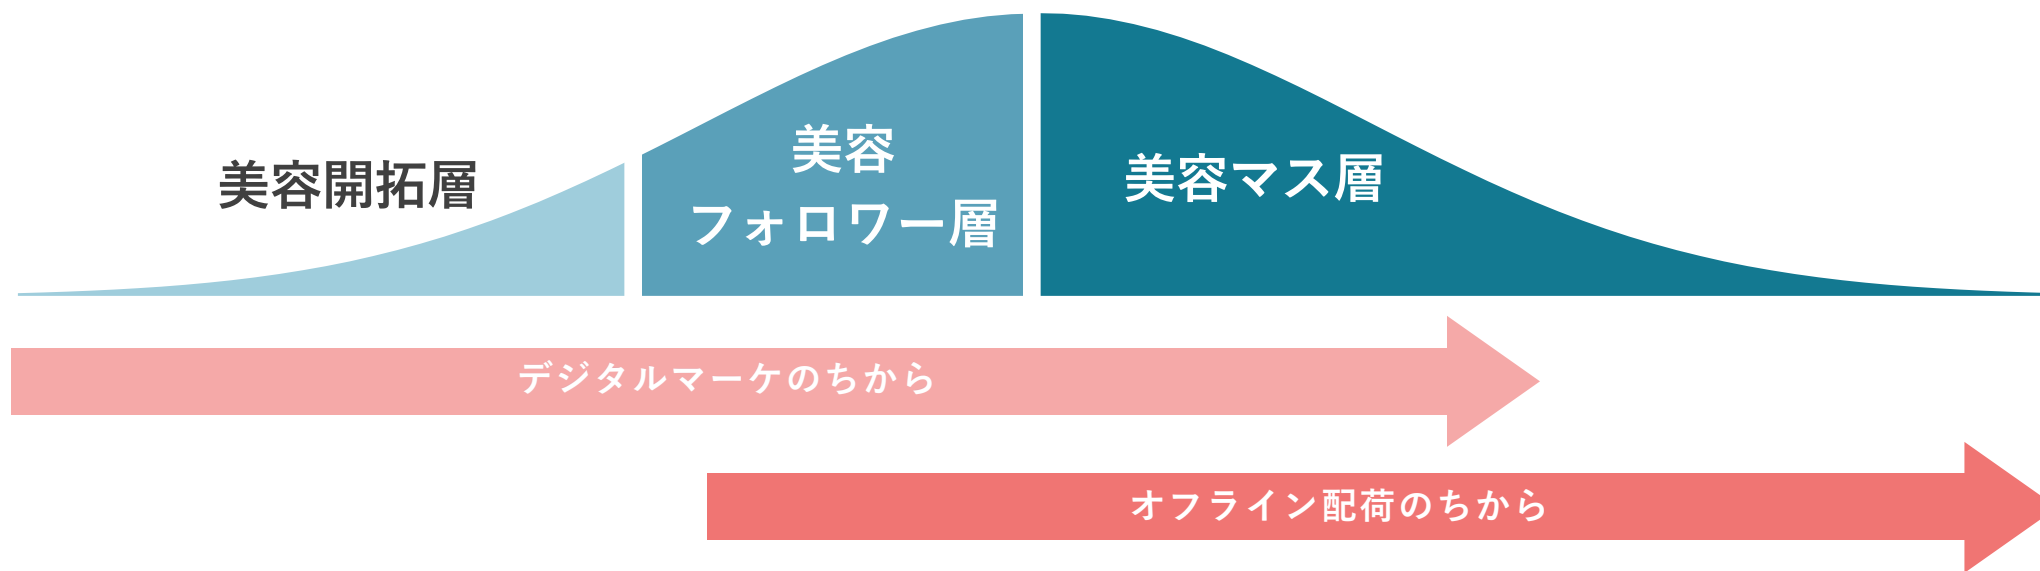 美容開拓層
美容
フォロワー層
美容マス層
デジタルマーケのちから
オフライン配荷のちから